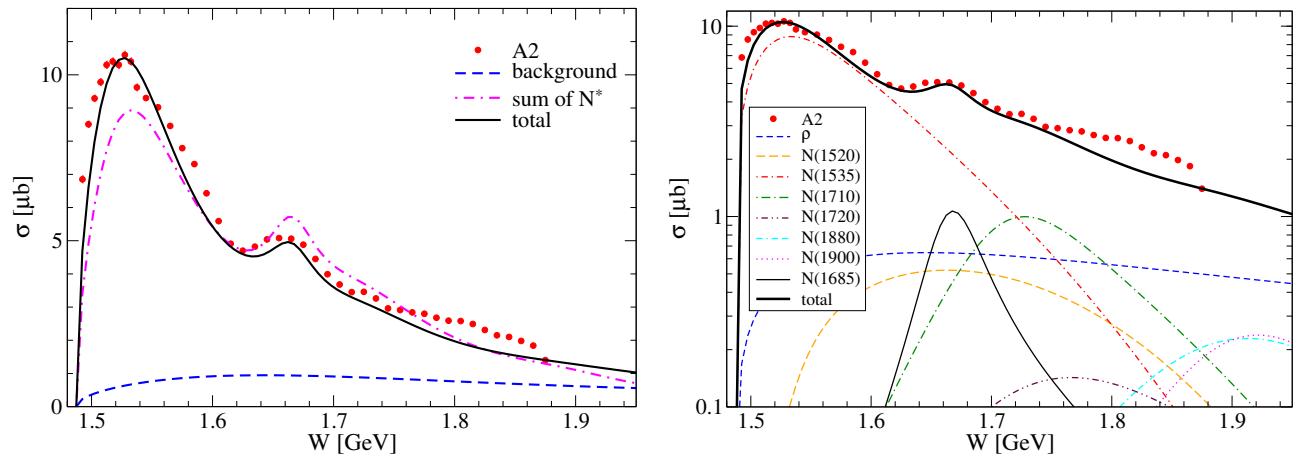 10
5
0
σ [μb]
A2
background
sum of N*
total
1.5 1.6 1.7 1.8 1.9
W [GeV]
10
1
0.1
σ [μb]
A2
ρ
N(1520)
N(1535)
N(1710)
N(1720)
N(1880)
N(1900)
N(1685)
total
1.5 1.6 1.7 1.8 1.9
W [GeV]